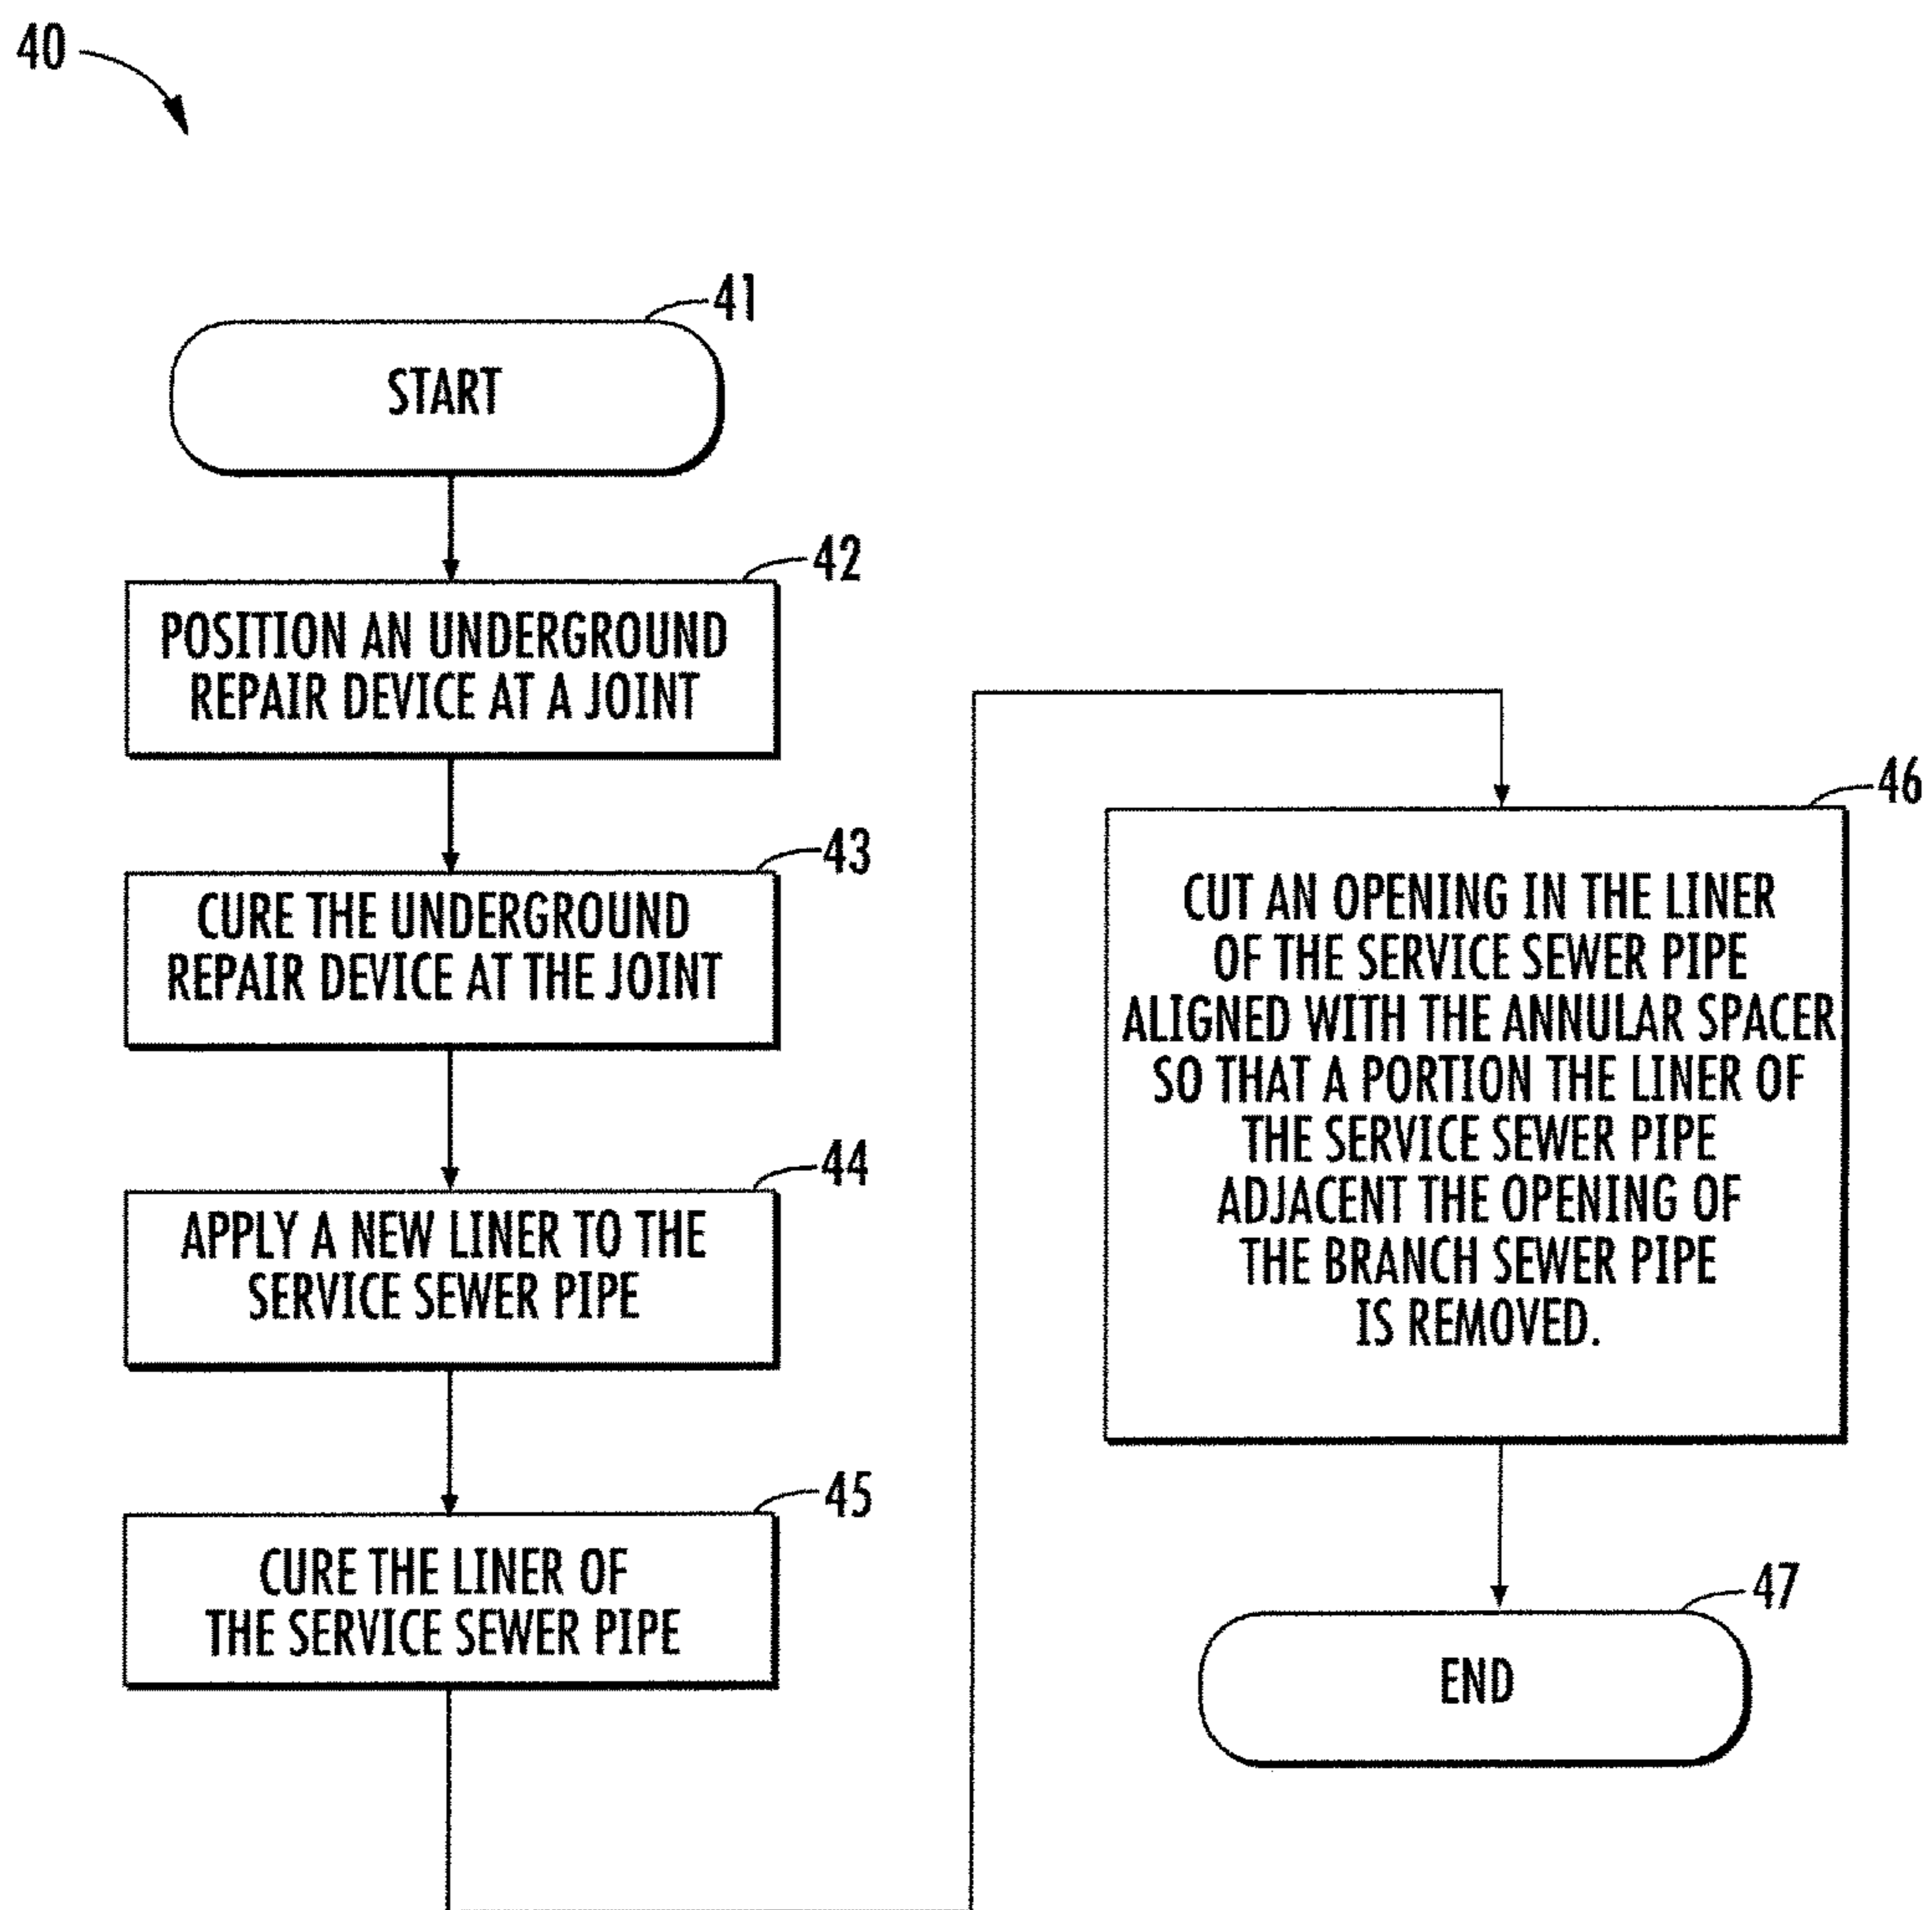 40
41
START
42
POSITION AN UNDERGROUND
REPAIR DEVICE AT A JOINT
43
CURE THE UNDERGROUND
REPAIR DEVICE AT THE JOINT
44
APPLY A NEW LINER TO THE
SERVICE SEWER PIPE
45
CURE THE LINER OF
THE SERVICE SEWER PIPE
46
CUT AN OPENING IN THE LINER
OF THE SERVICE SEWER PIPE
ALIGNED WITH THE ANNULAR SPACER
SO THAT A PORTION THE LINER OF
THE SERVICE SEWER PIPE
ADJACENT THE OPENING OF
THE BRANCH SEWER PIPE
IS REMOVED.
47
END